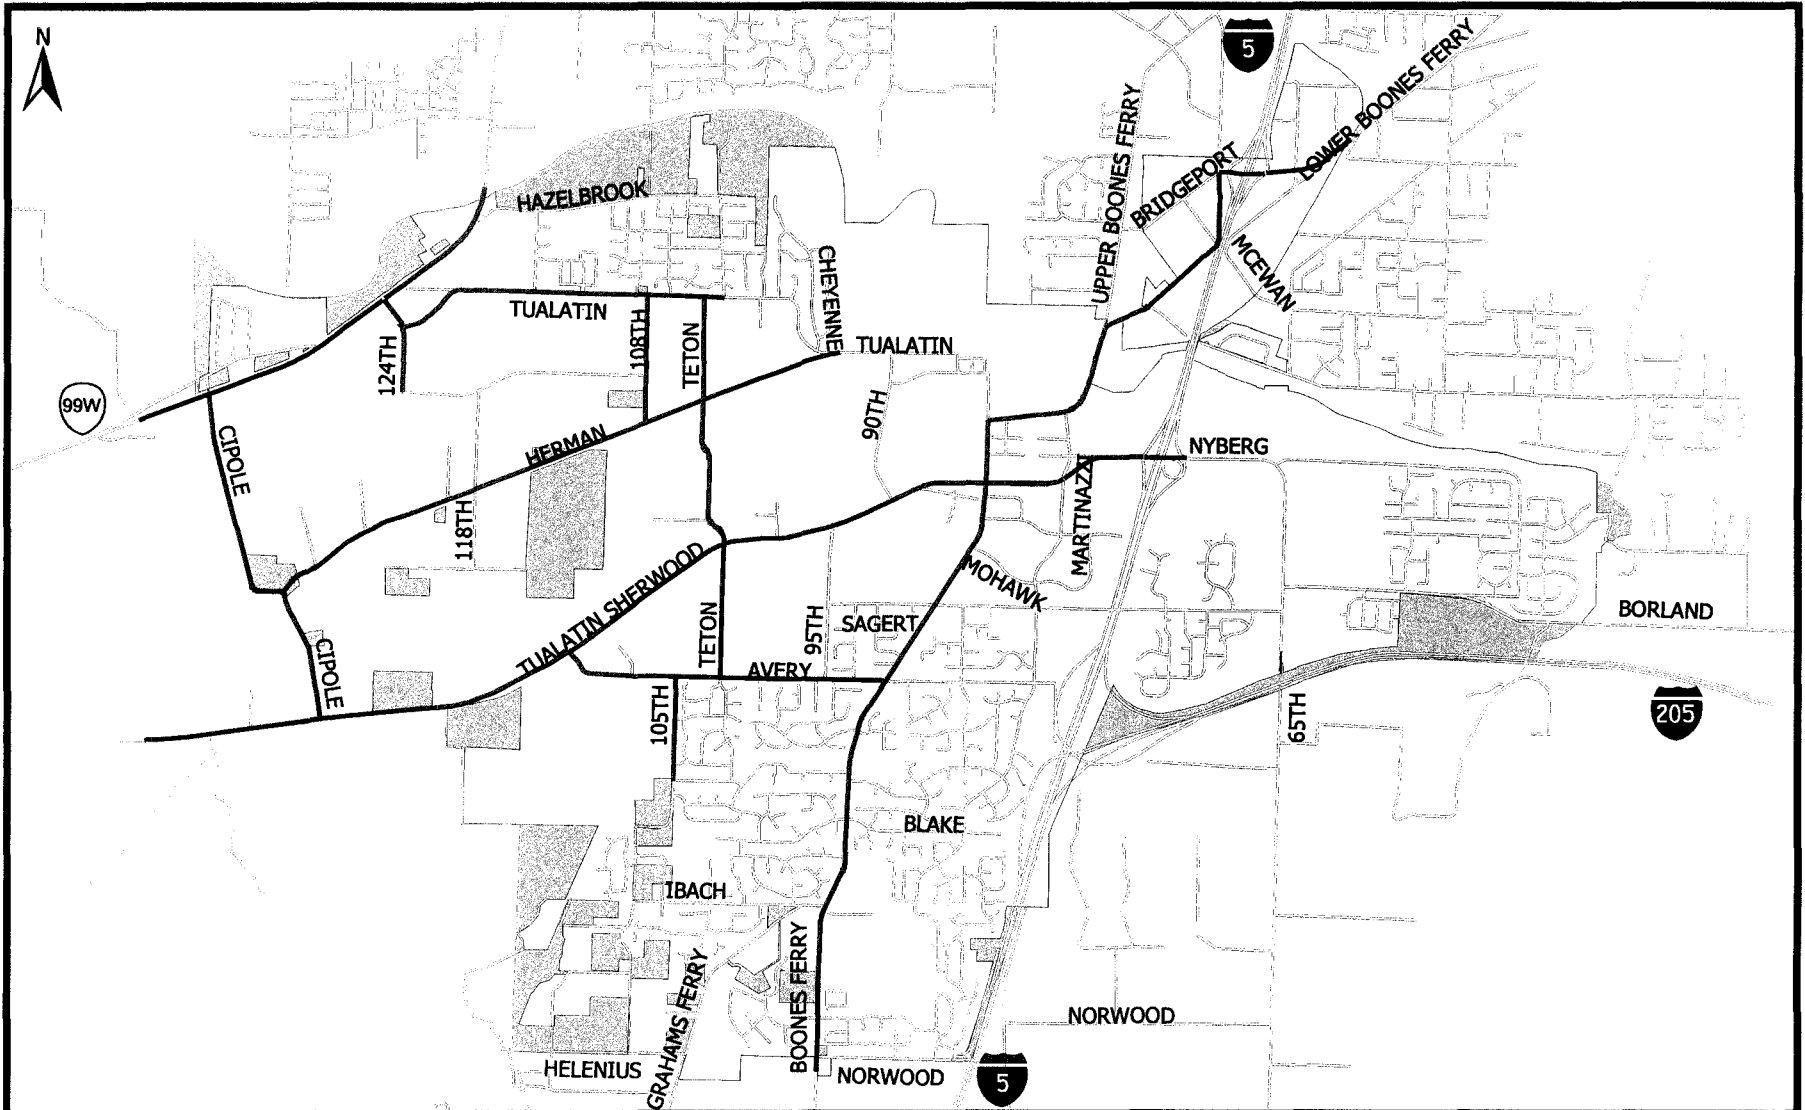 N
5
LOWER BOONES FERRY
UPPER BOONES FERRY
BRIDGEPORT
HAZELBROOK
MCEWAN
CHEYENNE
TUALATIN
108TH
TETON
124TH
TUALATIN
99W
90TH
CIPOLE
HERMAN
NYBERG
MARTINAZZI
118TH
TUALATIN SHERWOOD
MOHAWK
TETON
95TH
SAGERT
BORLAND
CIPOLE
AVERY
105TH
65TH
205
BLAKE
IBACH
GRAHAMS FERRY
BOONES FERRY
NORWOOD
HELENIUS
NORWOOD
5